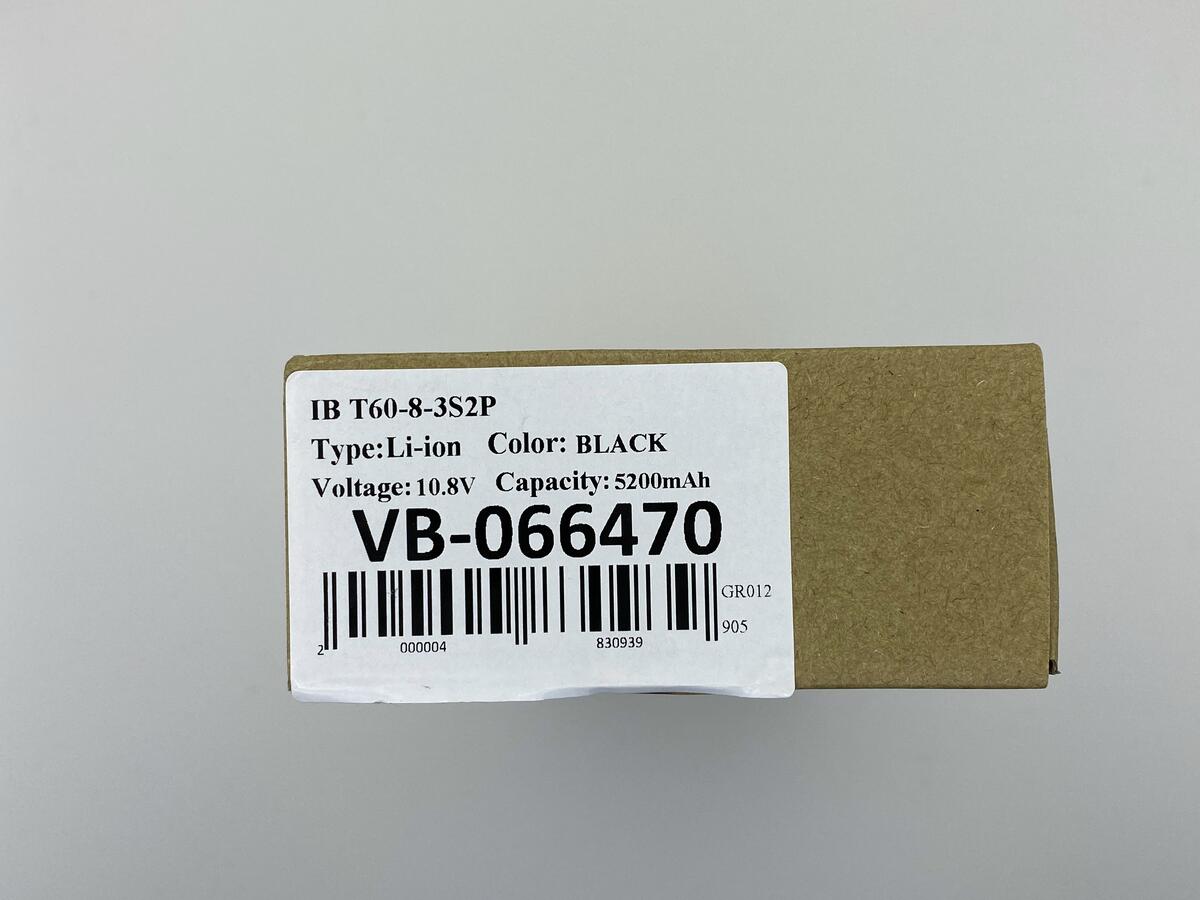 IB T60-8-3S2P
Type:Li-ion Color: BLACK
Voltage: 10.8V Capacity: 5200mAh
VB-066470
GR012
905
2 000004 830939